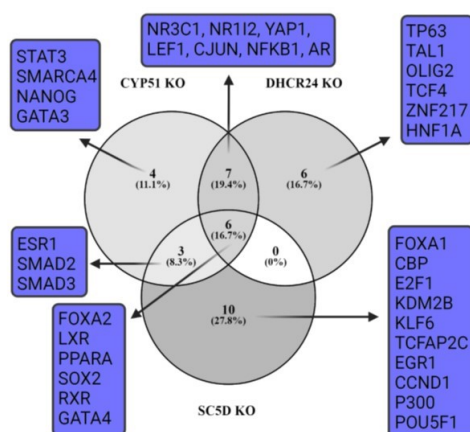 NR3C1, NR1I2, YAP1,
LEF1, CJUN, NFKB1, AR
STAT3
SMARCA4
NANOG
GATA3
TP63
TAL1
OLIG2
TCF4
ZNF217
HNF1A
CYP51 KO
DHCR24 KO
4
(11.1%)
7
(19.4%)
6
(16.7%)
6
(16.7%)
3
(8.3%)
0
(0%)
10
(27.8%)
ESR1
SMAD2
SMAD3
FOXA2
LXR
PPARA
SOX2
RXR
GATA4
FOXA1
CBP
E2F1
KDM2B
KLF6
TCFAP2C
EGR1
CCND1
P300
POU5F1
SC5D KO